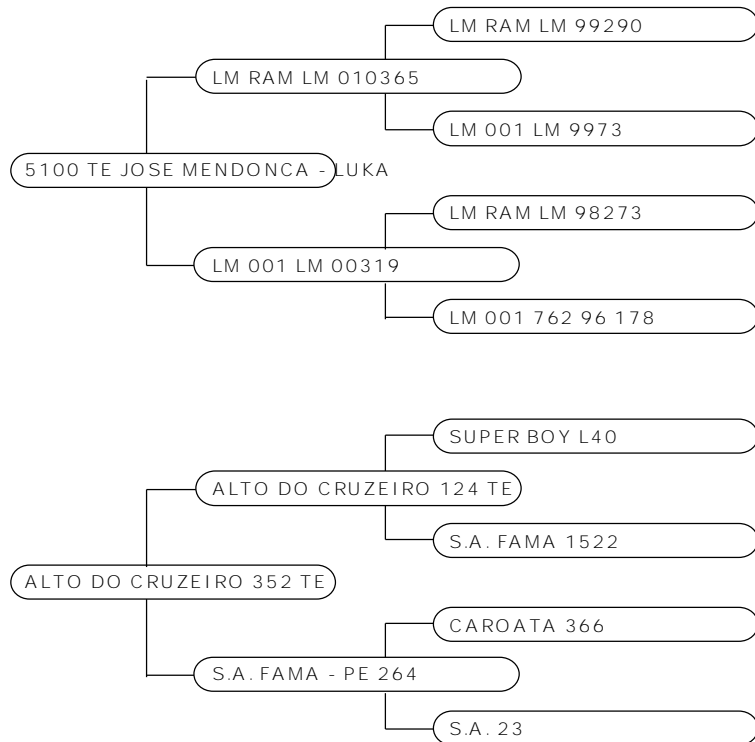 LM RAM LM 99290
LM RAM LM 010365
LM 001 LM 9973
5100 TE JOSE MENDONCA - LUKA
LM RAM LM 98273
LM 001 LM 00319
LM 001 762 96 178
SUPER BOY L40
ALTO DO CRUZEIRO 124 TE
S.A. FAMA 1522
ALTO DO CRUZEIRO 352 TE
CAROATA 366
S.A. FAMA - PE 264
S.A. 23